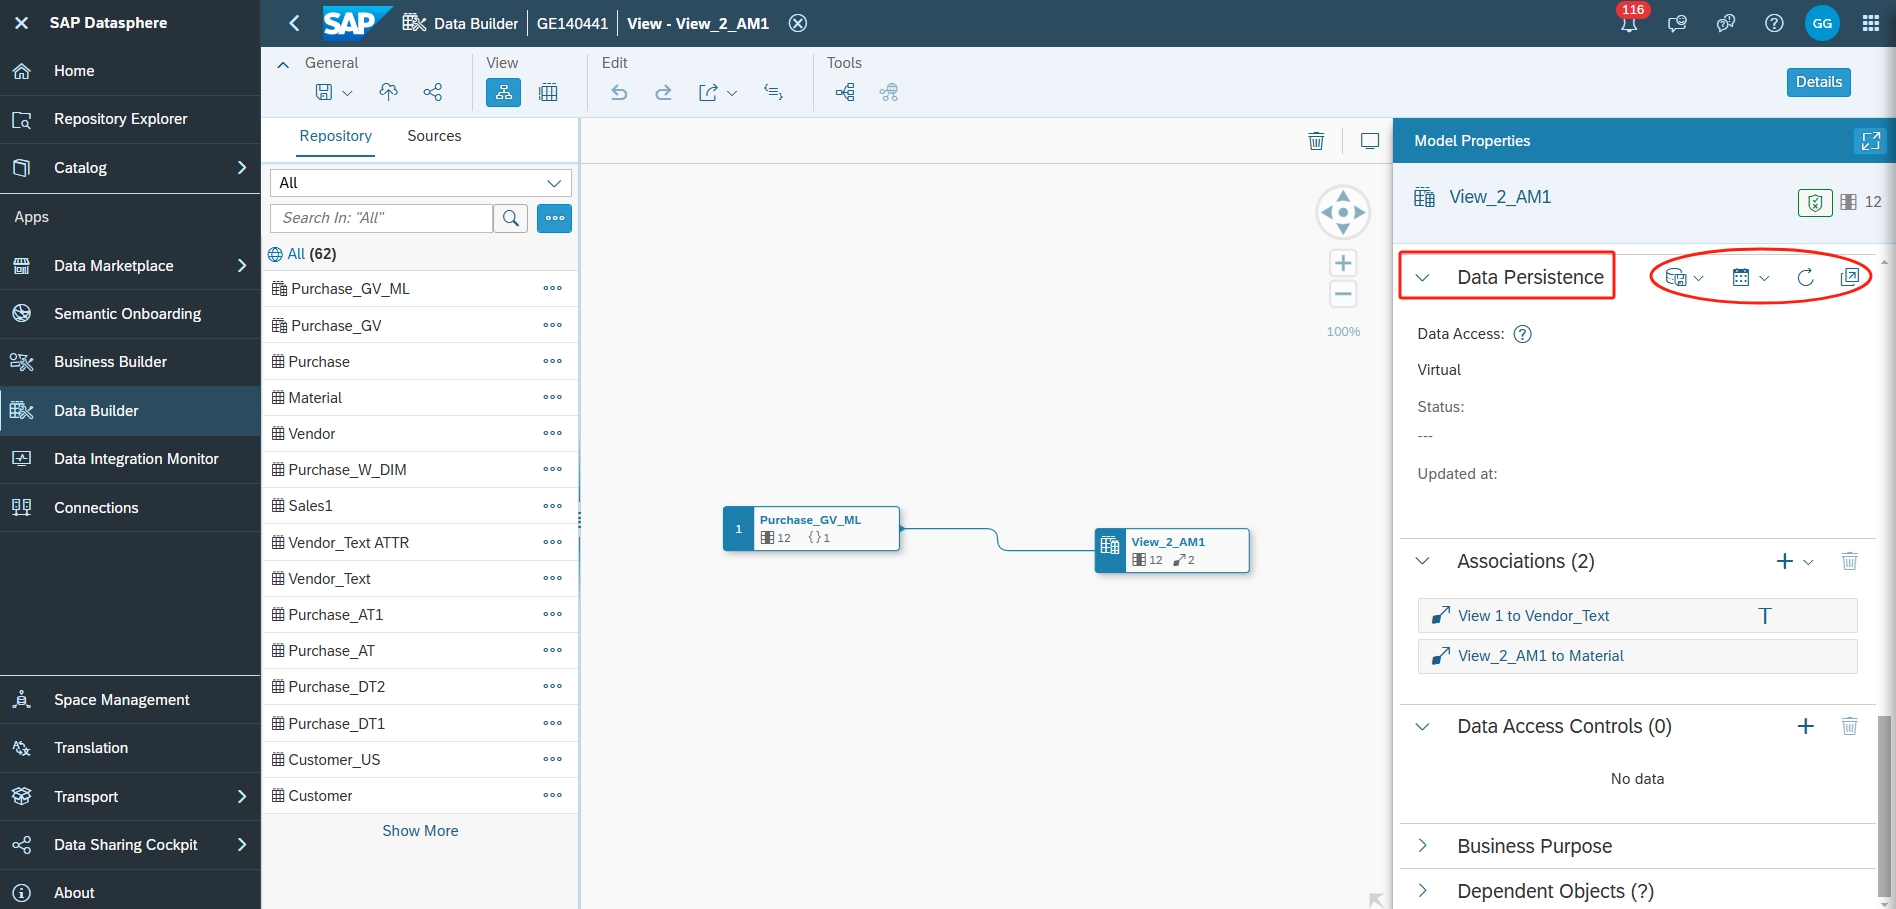 SAP Datasphere
Home
Repository Explorer
Catalog
Apps
Data Marketplace
Semantic Onboarding
Business Builder
Data Builder
Data Integration Monitor
Connections
Space Management
Translation
Transport
Data Sharing Cockpit
About
SAP Data Builder GE140441 View - View_2_AM1
116
GG
General
View
Edit
Tools
Details
Repository Sources
All
Search In: "All"
All (62)
Purchase_GV_ML
Purchase_GV
Purchase
Material
Vendor
Purchase_W_DIM
Sales1
Vendor_Text ATTR
Vendor_Text
Purchase_AT1
Purchase_AT
Purchase_DT2
Purchase_DT1
Customer_US
Customer
Show More
100%
1
Purchase_GV_ML
12 {}1
View_2_AM1
12 2
Model Properties
View_2_AM1
12
Data Persistence
Data Access:
Virtual
Status:
---
Updated at:
Associations (2)
View 1 to Vendor_Text T
View_2_AM1 to Material
Data Access Controls (0)
No data
Business Purpose
Dependent Objects (?)